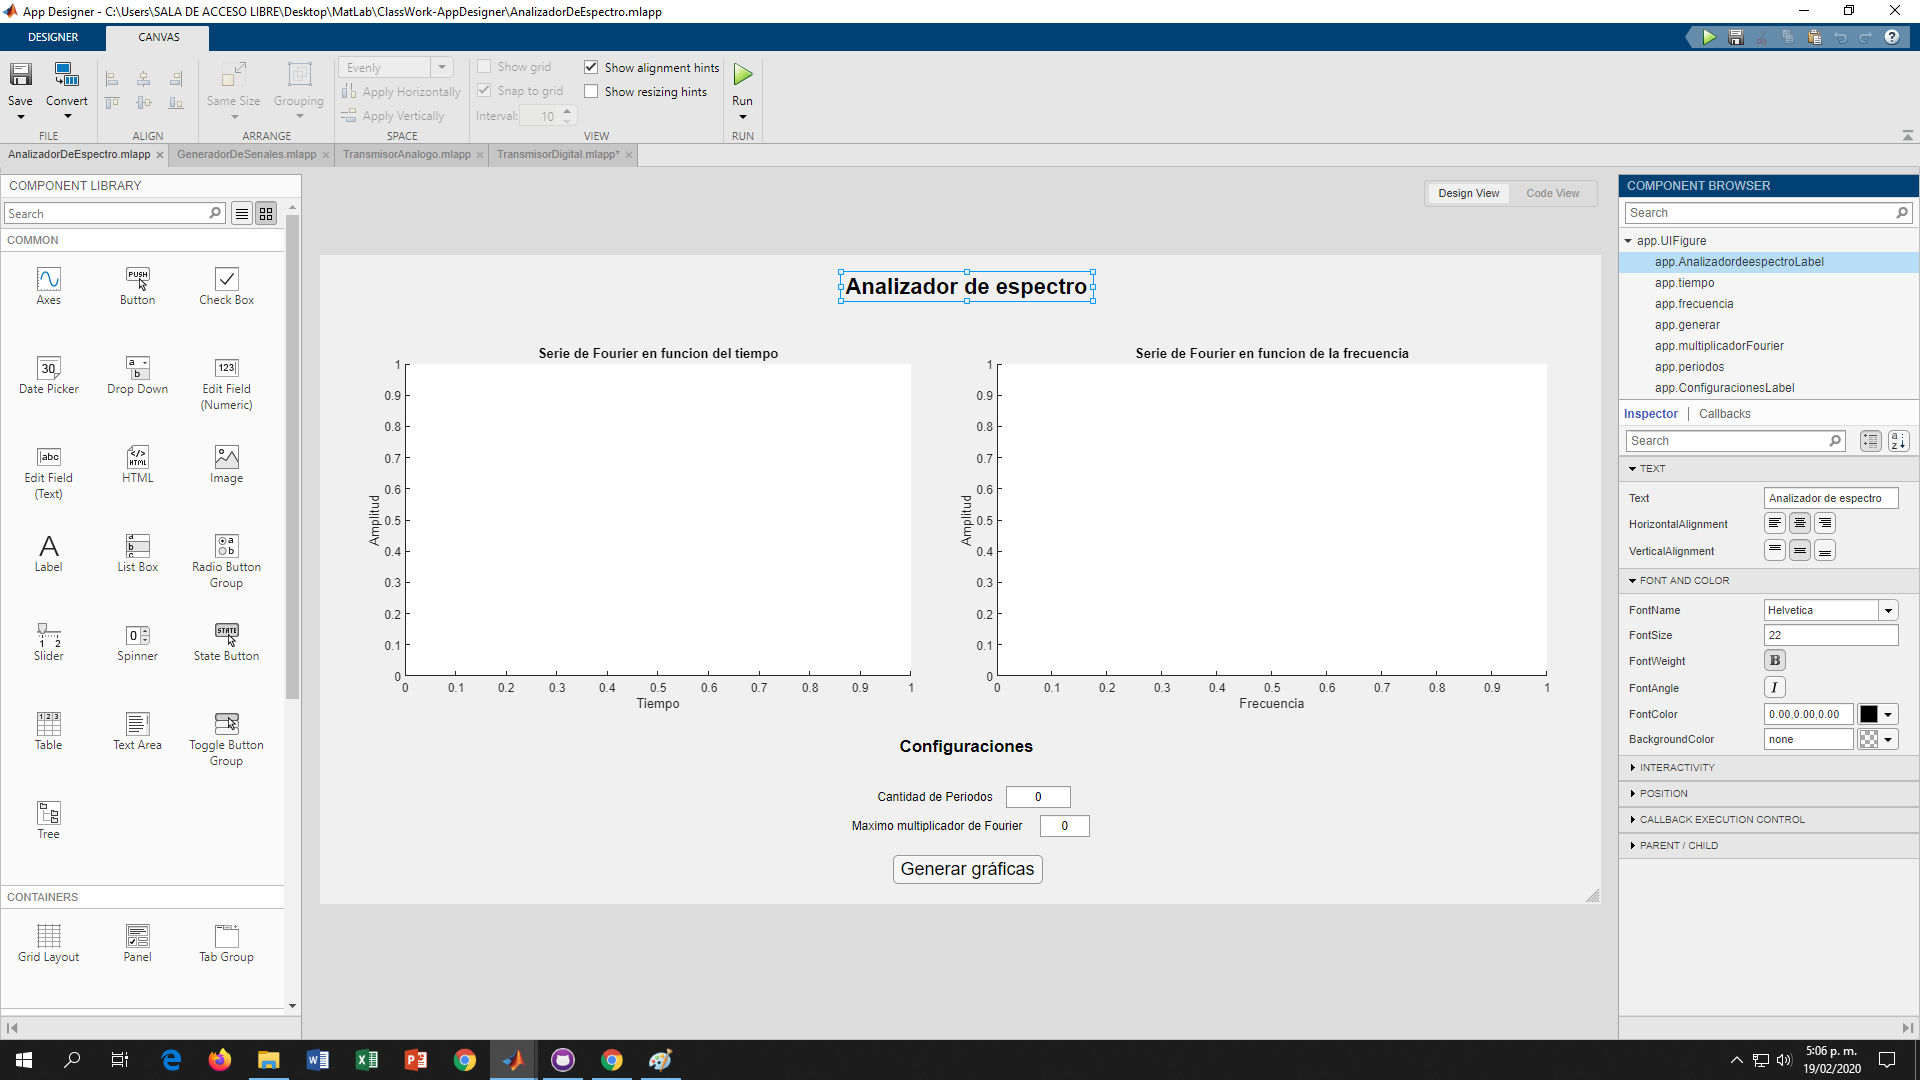 App Designer - C:\Users\SALA DE ACCESO LIBRE\Desktop\MatLab\ClassWork-AppDesigner\AnalizadorDeEspectro.mlapp
DESIGNER CANVAS
Save Convert
FILE
ALIGN
Same Size Grouping
ARRANGE
Evenly
Apply Horizontally
Apply Vertically
SPACE
Show grid
Snap to grid
Interval: 10
Show alignment hints
Show resizing hints
VIEW
Run
RUN
AnalizadorDeEspectro.mlapp GeneradorDeSenales.mlapp TransmisorAnalogo.mlapp TransmisorDigital.mlapp*
COMPONENT LIBRARY
Search
COMMON
Axes
PUSH
Button
Check Box
30
Date Picker
a
b
Drop Down
123
Edit Field
(Numeric)
abc
Edit Field
(Text)
</>
HTML
HTML
Image
A
Label
a
b
c
List Box
a
b
Radio Button
Group
1 2
Slider
0
Spinner
STATE
State Button
1 2 3
Table
Text Area
Toggle Button
Group
Tree
CONTAINERS
Grid Layout
Panel
Tab Group
Design View Code View
Analizador de espectro
Serie de Fourier en funcion del tiempo
Amplitud
1
0.9
0.8
0.7
0.6
0.5
0.4
0.3
0.2
0.1
0
0 0.1 0.2 0.3 0.4 0.5 0.6 0.7 0.8 0.9 1
Tiempo
Serie de Fourier en funcion de la frecuencia
Amplitud
1
0.9
0.8
0.7
0.6
0.5
0.4
0.3
0.2
0.1
0
0 0.1 0.2 0.3 0.4 0.5 0.6 0.7 0.8 0.9 1
Frecuencia
Configuraciones
Cantidad de Periodos 0
Maximo multiplicador de Fourier 0
Generar gráficas
COMPONENT BROWSER
Search
app.UIFigure
app.AnalizadordeespectroLabel
app.tiempo
app.frecuencia
app.generar
app.multiplicadorFourier
app.periodos
app.ConfiguracionesLabel
Inspector Callbacks
Search
TEXT
Text Analizador de espectro
HorizontalAlignment
VerticalAlignment
FONT AND COLOR
FontName Helvetica
FontSize 22
FontWeight B
FontAngle I
FontColor 0.00,0.00,0.00
BackgroundColor none
INTERACTIVITY
POSITION
CALLBACK EXECUTION CONTROL
PARENT / CHILD
5:06 p. m.
19/02/2020